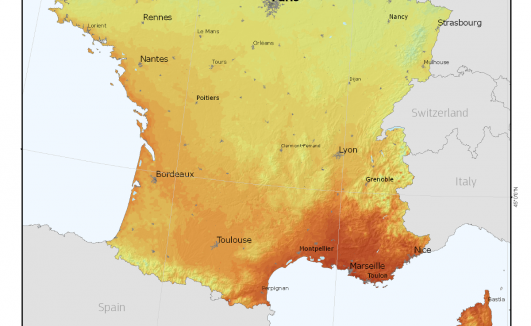 Rennes
Nancy
Strasbourg
Lorient
Le Mans
Orléans
Nantes
Tours
Mulhouse
Dijon
Poitiers
Switzerland
Clermont-Ferrand
Lyon
Bordeaux
Grenoble
Italy
Toulouse
Montpellier
Nice
Marseille
Toulon
Perpignan
Bastia
Spain